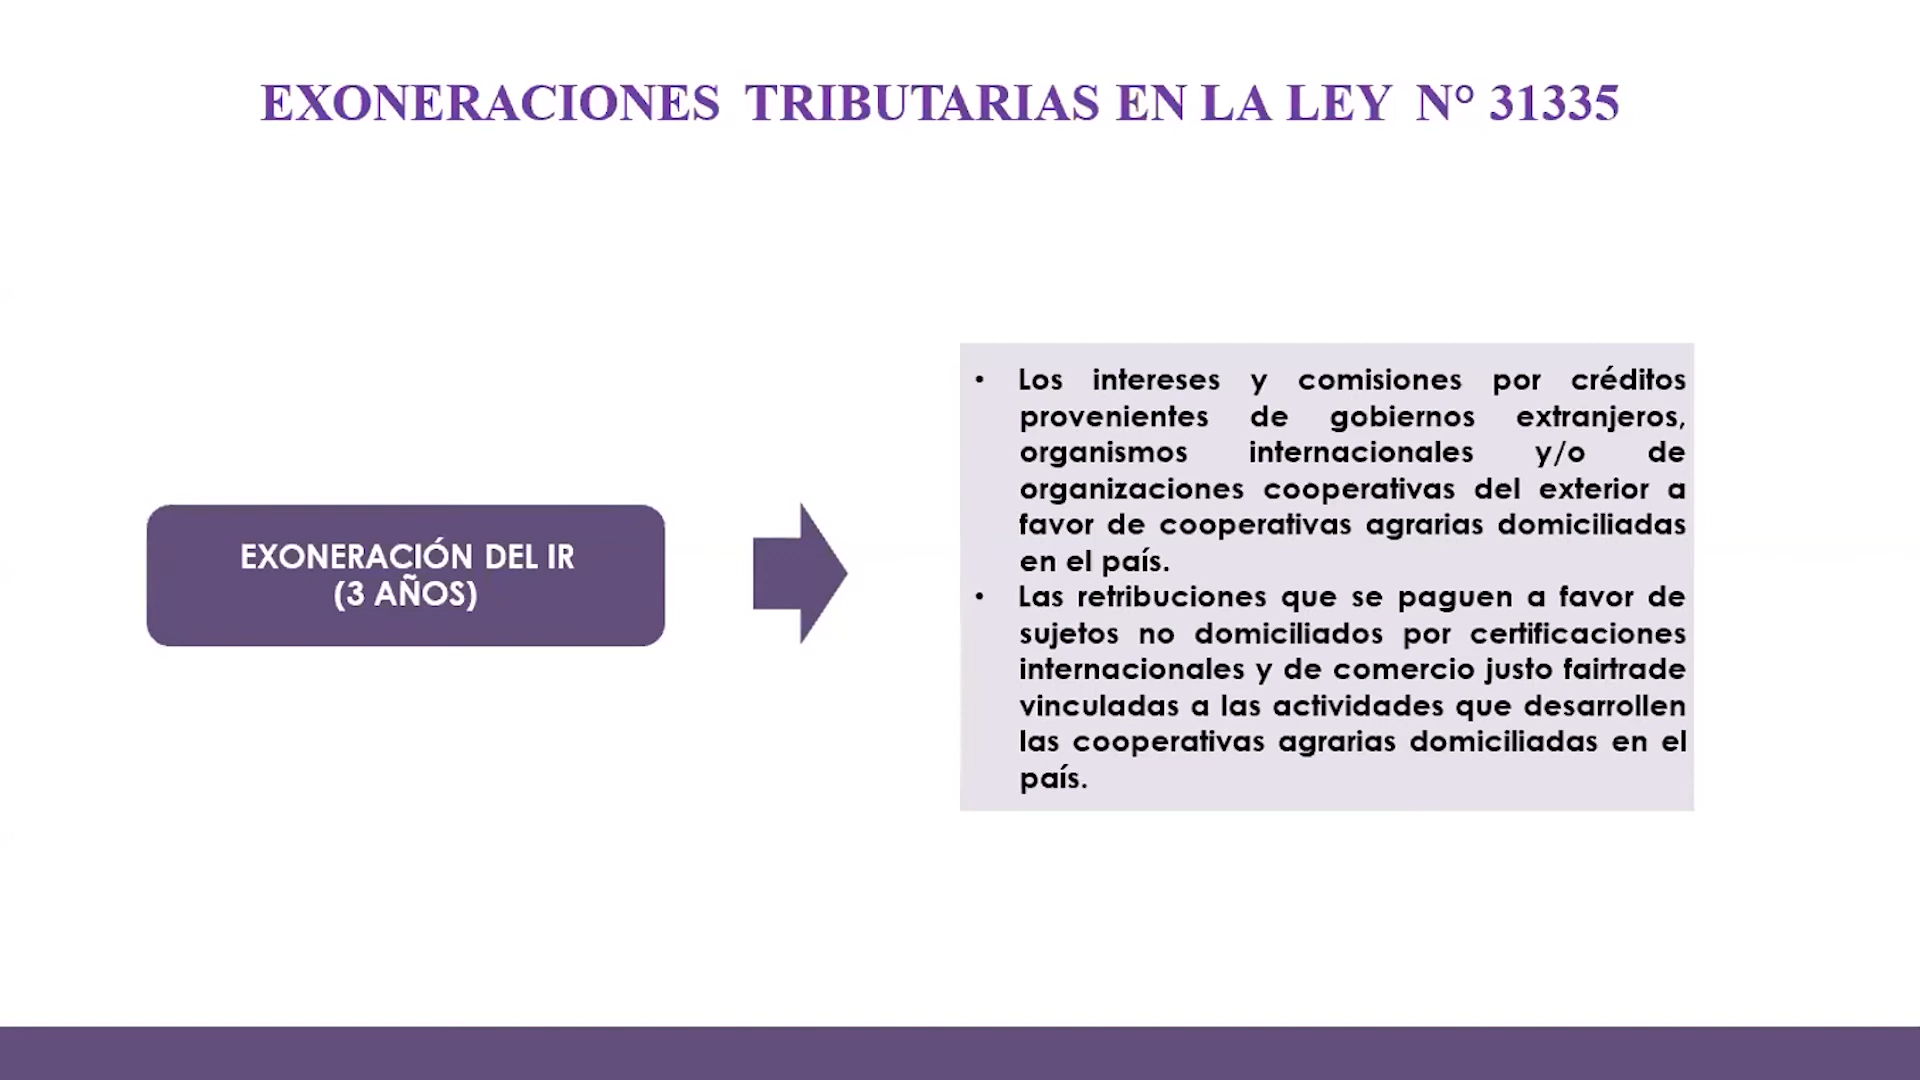 EXONERACIONES TRIBUTARIAS EN LA LEY N° 31335
EXONERACIÓN DEL IR
(3 AÑOS)
• Los intereses y comisiones por créditos
provenientes de gobiernos extranjeros,
organismos internacionales y/o de
organizaciones cooperativas del exterior a
favor de cooperativas agrarias domiciliadas
en el país.
• Las retribuciones que se paguen a favor de
sujetos no domiciliados por certificaciones
internacionales y de comercio justo fairtrade
vinculadas a las actividades que desarrollen
las cooperativas agrarias domiciliadas en el
país.